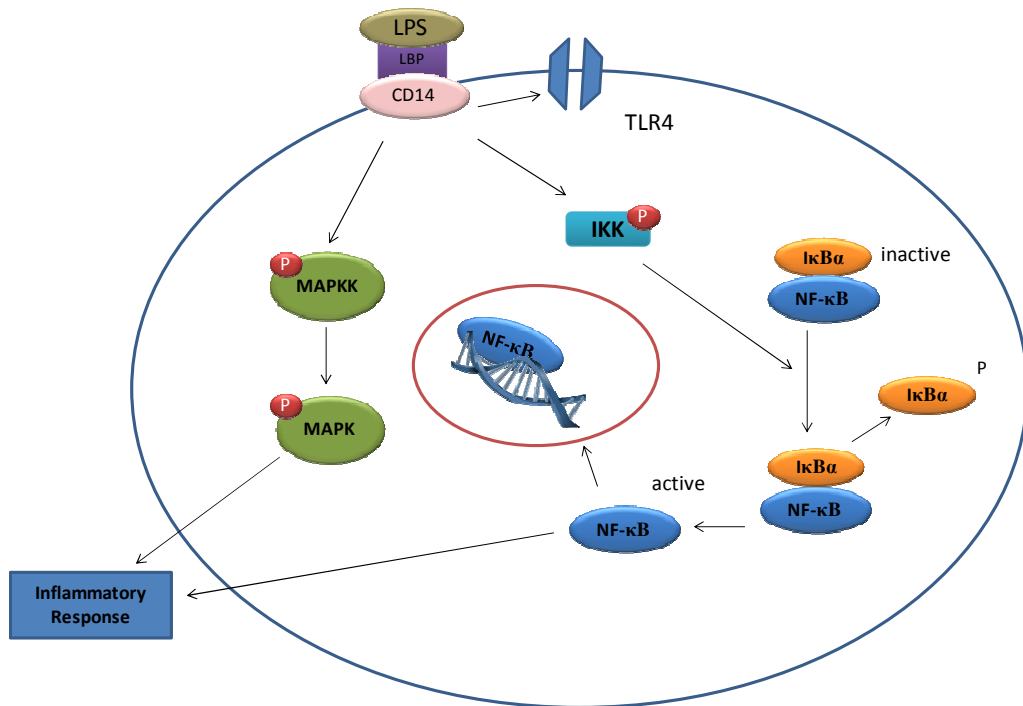 LPS
LBP
CD14
TLR4
P
IKK
IκBα
inactive
NF-κB
P
MAPKK
NF-κB
P
IκBα
P
MAPK
IκBα
NF-κB
active
NF-κB
Inflammatory
Response